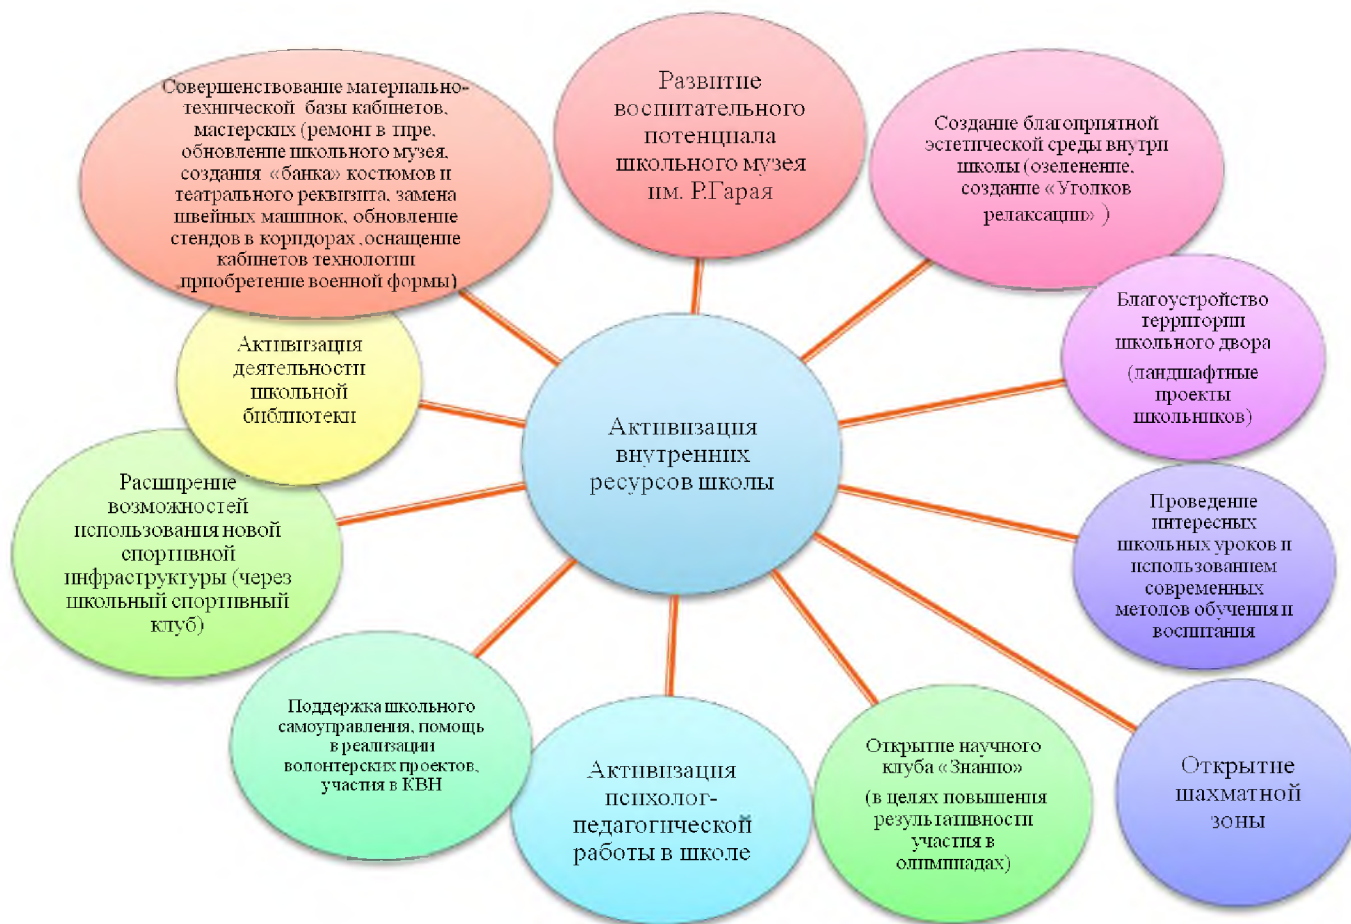 Совершенствование материально-
технической базы кабинетов,
мастерских (ремонт в тире,
обновление школьного музея,
создания «банка» костюмов и
театрального реквизита, замена
швейных машинок, обновление
стендов в коридорах ,оснащение
кабинетов технологии
,приобретение военной формы)
Развитие
воспитательного
потенциала
школьного музея
им. Р.Гарая
Создание благоприятной
эстетической среды внутри
школы (озеленение,
создание «Уголков
релаксации» )
Благоустройство
территории
школьного двора
(ландшафтные
проекты
школьников)
Проведение
интересных
школьных уроков и
использованием
современных
методов обучения и
воспитания
Открытие
шахматной
зоны
Открытие научного
клуба «Знанио»
(в целях повышения
результативности
участия в
олимпиадах)
Активизация
психолог-
педагогической
работы в школе
Поддержка школьного
самоуправления, помощь
в реализации
волонтерских проектов,
участия в КВН
Расширение
возможностей
использования новой
спортивной
инфраструктуры (через
школьный спортивный
клуб)
Активизация
деятельности
школьной
библиотеки
Активизация
внутренних
ресурсов школы